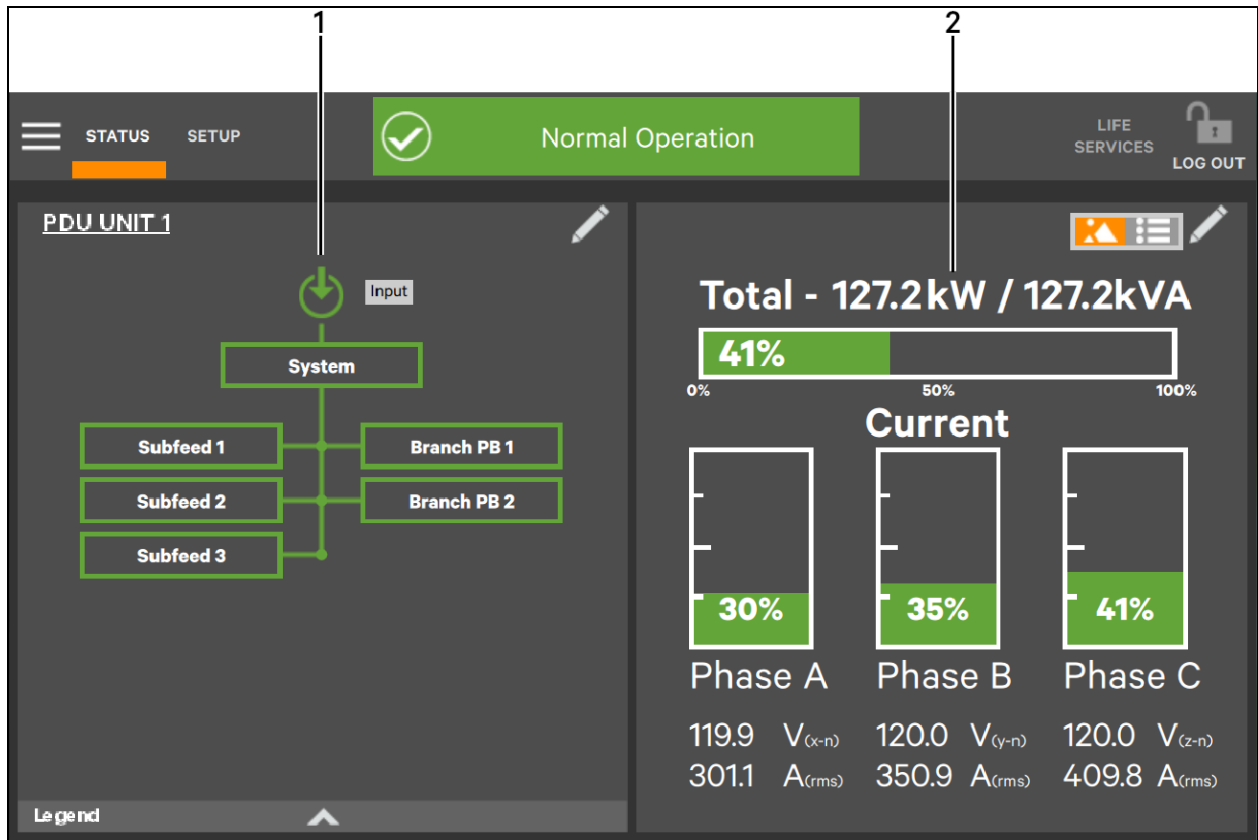 1 2
STATUS SETUP
Normal Operation
LIFE
SERVICES
LOG OUT
PDU UNIT 1
Input
System
Subfeed 1
Branch PB 1
Subfeed 2
Branch PB 2
Subfeed 3
Legend
Total - 127.2kW / 127.2kVA
41%
0% 50% 100%
Current
30% 35% 41%
Phase A Phase B Phase C
119.9 V(x-n) 120.0 V(y-n) 120.0 V(z-n)
301.1 A(rms) 350.9 A(rms) 409.8 A(rms)